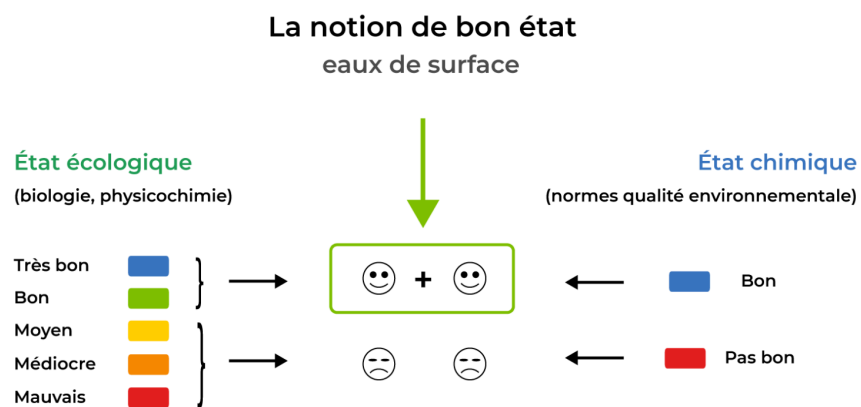 La notion de bon état
eaux de surface
État écologique
(biologie, physicochimie)
État chimique
(normes qualité environnementale)
Très bon
Bon
Moyen
Médiocre
Mauvais
+
Bon
Pas bon